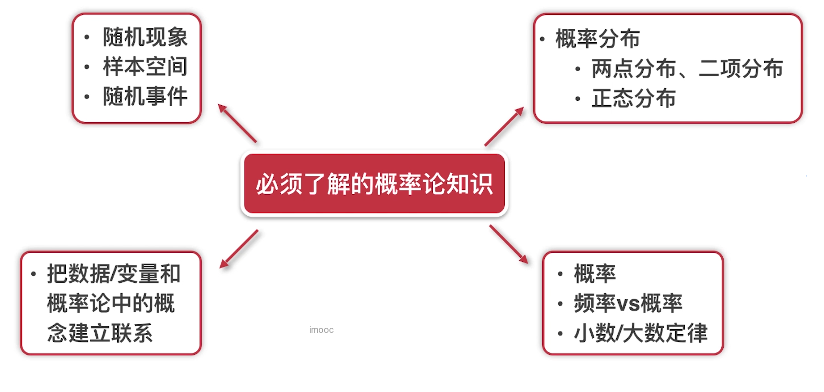 • 随机现象
• 样本空间
• 随机事件
• 概率分布
• 两点分布、二项分布
• 正态分布
必须了解的概率论知识
• 把数据/变量和
概率论中的概
念建立联系
• 概率
• 频率vs概率
• 小数/大数定律
imocc